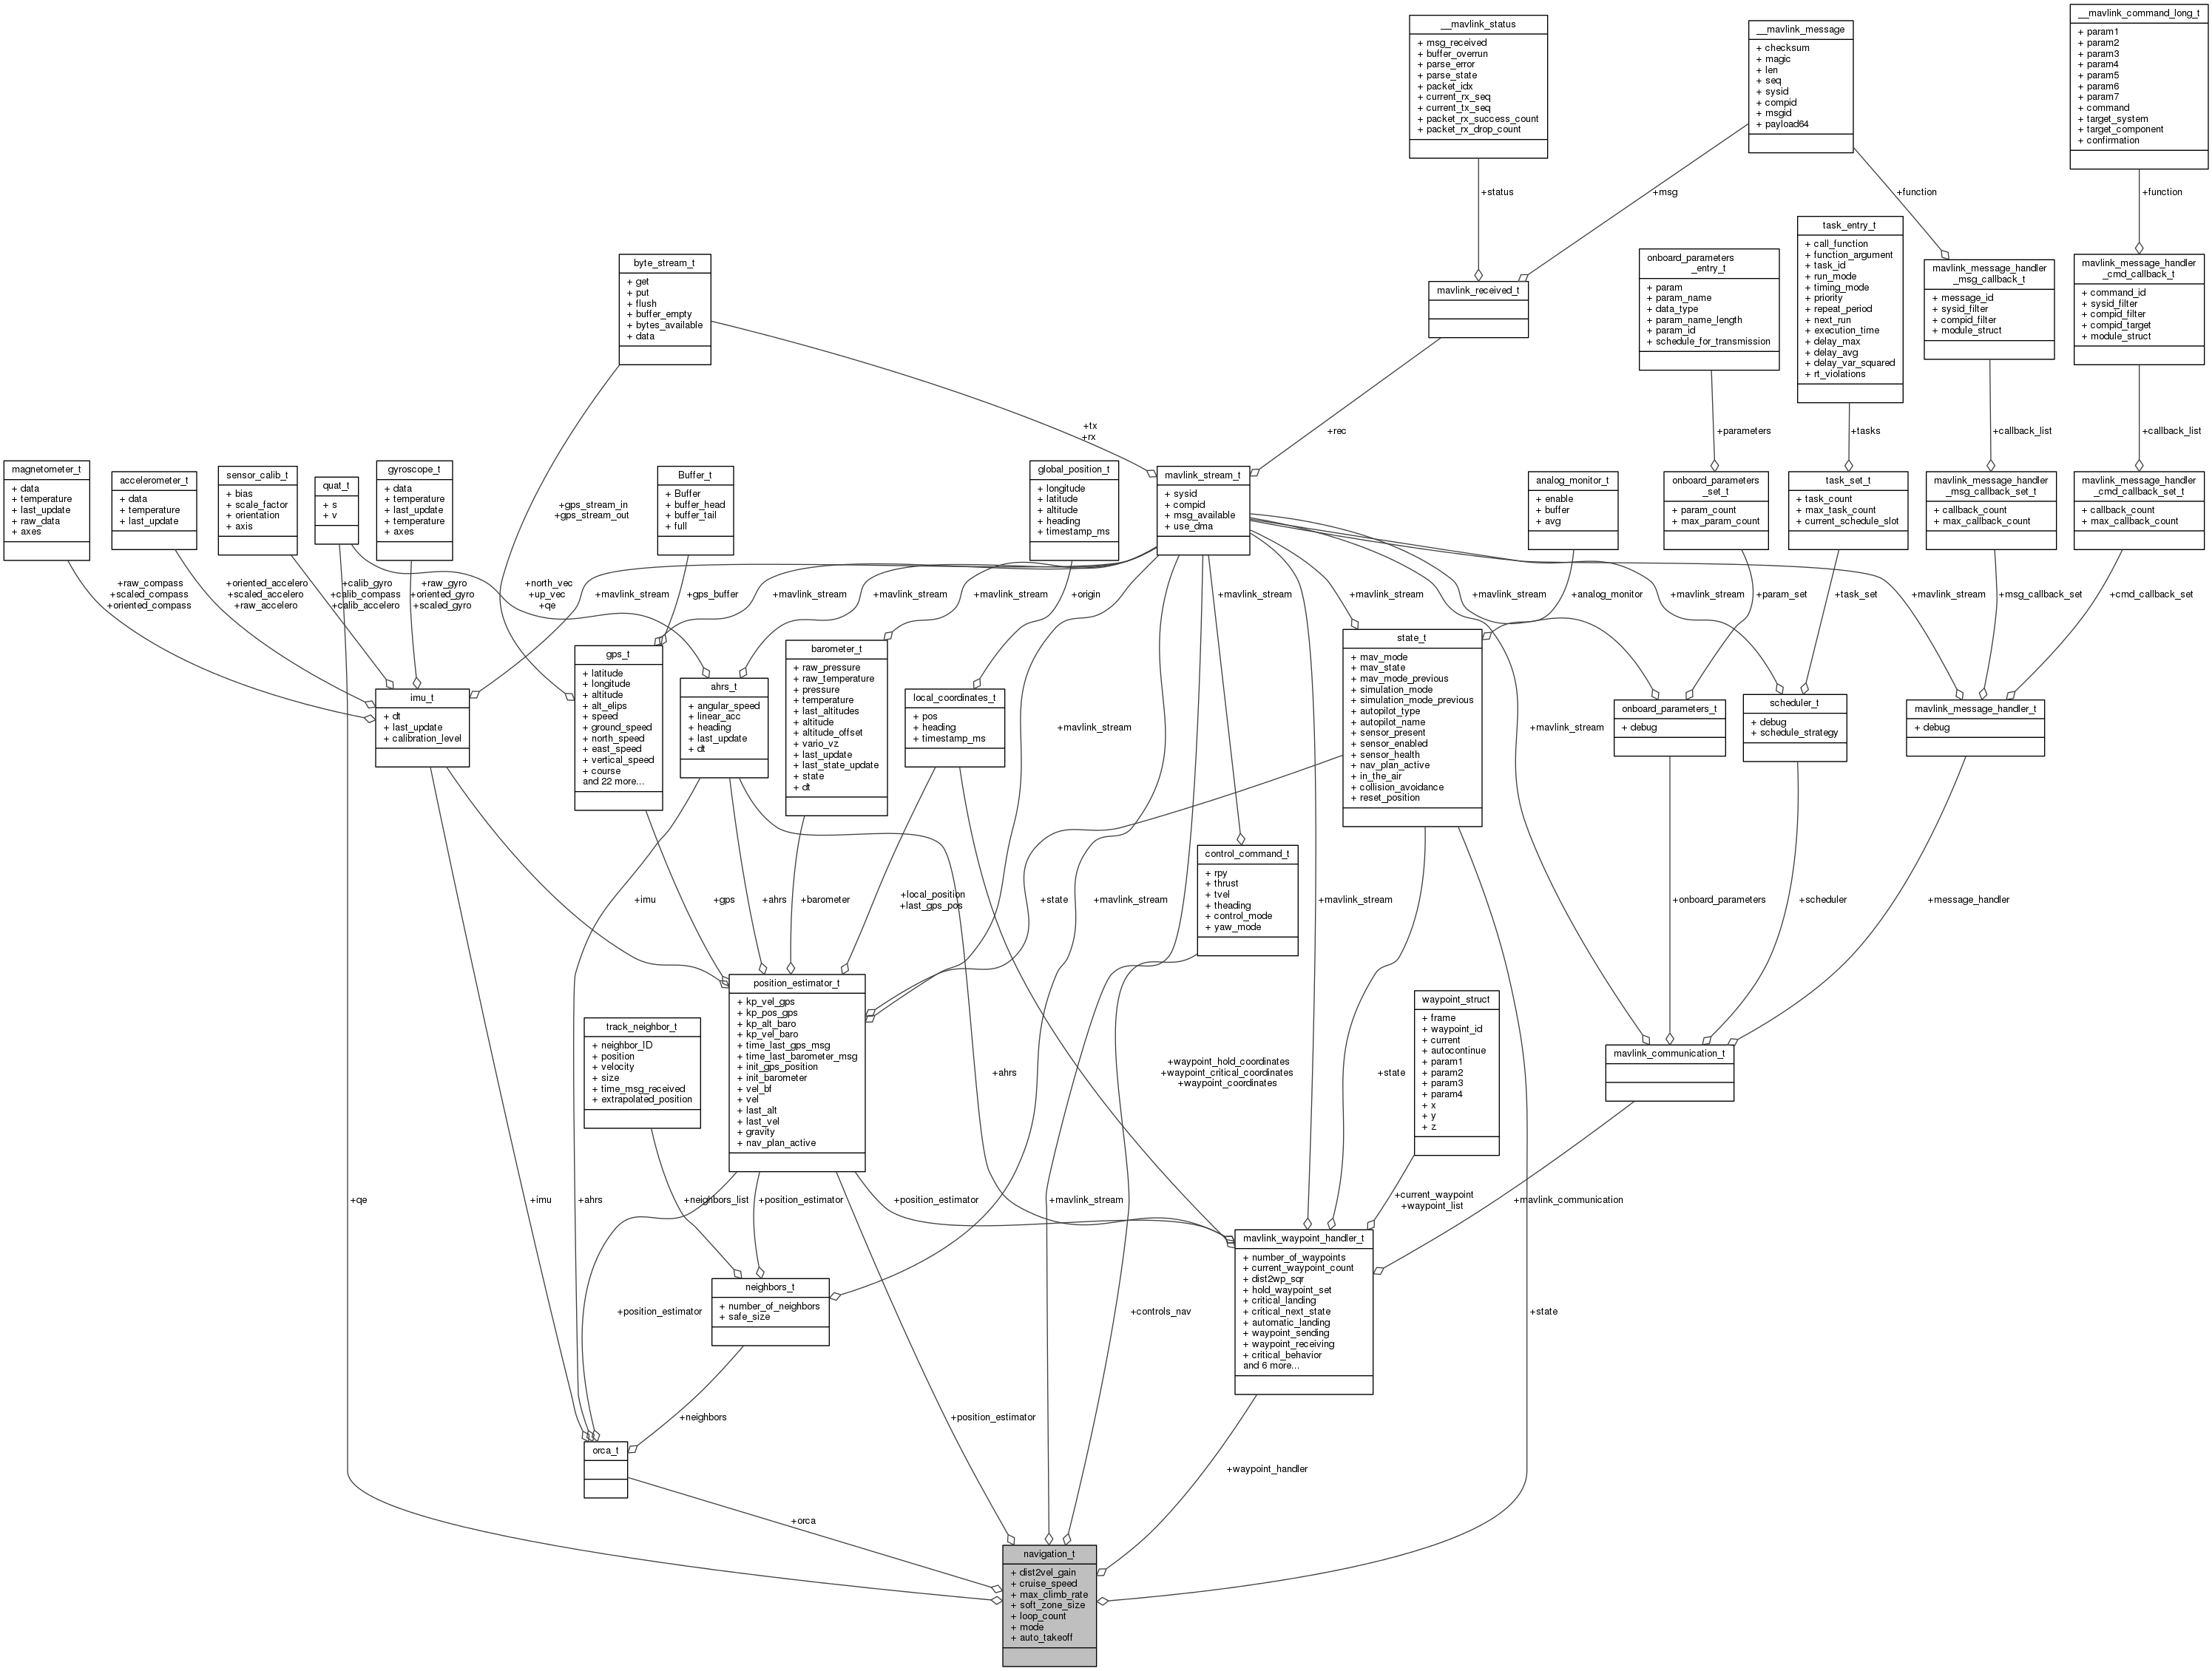 __mavlink_status
+ msg_received
+ buffer_overrun
+ parse_error
+ parse_state
+ packet_idx
+ current_rx_seq
+ current_tx_seq
+ packet_rx_success_count
+ packet_rx_drop_count
__mavlink_message
+ checksum
+ magic
+ len
+ seq
+ sysid
+ compid
+ msgid
+ payload64
__mavlink_command_long_t
+ param1
+ param2
+ param3
+ param4
+ param5
+ param6
+ param7
+ command
+ target_system
+ target_component
+ confirmation
+status
+msg
+function
+function
byte_stream_t
+ get
+ put
+ flush
+ buffer_empty
+ bytes_available
+ data
mavlink_received_t
onboard_parameters
_entry_t
+ param
+ param_name
+ data_type
+ param_name_length
+ param_id
+ schedule_for_transmission
task_entry_t
+ call_function
+ function_argument
+ task_id
+ run_mode
+ timing_mode
+ priority
+ repeat_period
+ next_run
+ execution_time
+ delay_max
+ delay_avg
+ delay_var_squared
+ rt_violations
mavlink_message_handler
_msg_callback_t
+ message_id
+ sysid_filter
+ compid_filter
+ module_struct
mavlink_message_handler
_cmd_callback_t
+ command_id
+ sysid_filter
+ compid_filter
+ compid_target
+ module_struct
+tx
+rx
+rec
+parameters
+tasks
+callback_list
+callback_list
magnetometer_t
+ data
+ temperature
+ last_update
+ raw_data
+ axes
accelerometer_t
+ data
+ temperature
+ last_update
sensor_calib_t
+ bias
+ scale_factor
+ orientation
+ axis
quat_t
+ s
+ v
gyroscope_t
+ data
+ temperature
+ last_update
+ temperature
+ axes
+gps_stream_in
+gps_stream_out
Buffer_t
+ Buffer
+ buffer_head
+ buffer_tail
+ full
global_position_t
+ longitude
+ latitude
+ altitude
+ heading
+ timestamp_ms
mavlink_stream_t
+ sysid
+ compid
+ msg_available
+ use_dma
analog_monitor_t
+ enable
+ buffer
+ avg
onboard_parameters
_set_t
+ param_count
+ max_param_count
task_set_t
+ task_count
+ max_task_count
+ current_schedule_slot
mavlink_message_handler
_msg_callback_set_t
+ callback_count
+ max_callback_count
mavlink_message_handler
_cmd_callback_set_t
+ callback_count
+ max_callback_count
+raw_compass
+scaled_compass
+oriented_compass
+oriented_accelero
+scaled_accelero
+raw_accelero
+calib_gyro
+calib_compass
+calib_accelero
+raw_gyro
+oriented_gyro
+scaled_gyro
+north_vec
+up_vec
+qe
+mavlink_stream
+gps_buffer
+mavlink_stream
+mavlink_stream
+mavlink_stream
+origin
+mavlink_stream
+mavlink_stream
+mavlink_stream
+analog_monitor
+mavlink_stream
+param_set
+task_set
+mavlink_stream
+msg_callback_set
+cmd_callback_set
imu_t
+ dt
+ last_update
+ calibration_level
gps_t
+ latitude
+ longitude
+ altitude
+ alt_elips
+ speed
+ ground_speed
+ north_speed
+ east_speed
+ vertical_speed
+ course
and 22 more...
ahrs_t
+ angular_speed
+ linear_acc
+ heading
+ last_update
+ dt
barometer_t
+ raw_pressure
+ raw_temperature
+ pressure
+ temperature
+ last_altitudes
+ altitude
+ altitude_offset
+ vario_vz
+ last_update
+ last_state_update
+ state
+ dt
local_coordinates_t
+ pos
+ heading
+ timestamp_ms
+mavlink_stream
state_t
+ mav_mode
+ mav_state
+ mav_mode_previous
+ simulation_mode
+ simulation_mode_previous
+ autopilot_type
+ autopilot_name
+ sensor_present
+ sensor_enabled
+ sensor_health
+ nav_plan_active
+ in_the_air
+ collision_avoidance
+ reset_position
+mavlink_stream
onboard_parameters_t
+ debug
scheduler_t
+ debug
+ schedule_strategy
mavlink_message_handler_t
+ debug
control_command_t
+ rpy
+ thrust
+ tvel
+ theading
+ control_mode
+ yaw_mode
+imu
+gps
+ahrs
+barometer
+local_position
+last_gps_pos
+state
+mavlink_stream
+mavlink_stream
+onboard_parameters
+scheduler
+message_handler
position_estimator_t
+ kp_vel_gps
+ kp_pos_gps
+ kp_alt_baro
+ kp_vel_baro
+ time_last_gps_msg
+ time_last_barometer_msg
+ init_gps_position
+ init_barometer
+ vel_bf
+ vel
+ last_alt
+ last_vel
+ gravity
+ nav_plan_active
track_neighbor_t
+ neighbor_ID
+ position
+ velocity
+ size
+ time_msg_received
+ extrapolated_position
+ahrs
+waypoint_hold_coordinates
+waypoint_critical_coordinates
+waypoint_coordinates
+state
waypoint_struct
+ frame
+ waypoint_id
+ current
+ autocontinue
+ param1
+ param2
+ param3
+ param4
+ x
+ y
+ z
mavlink_communication_t
+qe
+imu
+ahrs
+neighbors_list
+position_estimator
+position_estimator
+mavlink_stream
+current_waypoint
+waypoint_list
+mavlink_communication
+position_estimator
neighbors_t
+ number_of_neighbors
+ safe_size
+controls_nav
mavlink_waypoint_handler_t
+ number_of_waypoints
+ current_waypoint_count
+ dist2wp_sqr
+ hold_waypoint_set
+ critical_landing
+ critical_next_state
+ automatic_landing
+ waypoint_sending
+ waypoint_receiving
+ critical_behavior
and 6 more...
+state
+neighbors
+position_estimator
orca_t
+waypoint_handler
+orca
navigation_t
+ dist2vel_gain
+ cruise_speed
+ max_climb_rate
+ soft_zone_size
+ loop_count
+ mode
+ auto_takeoff